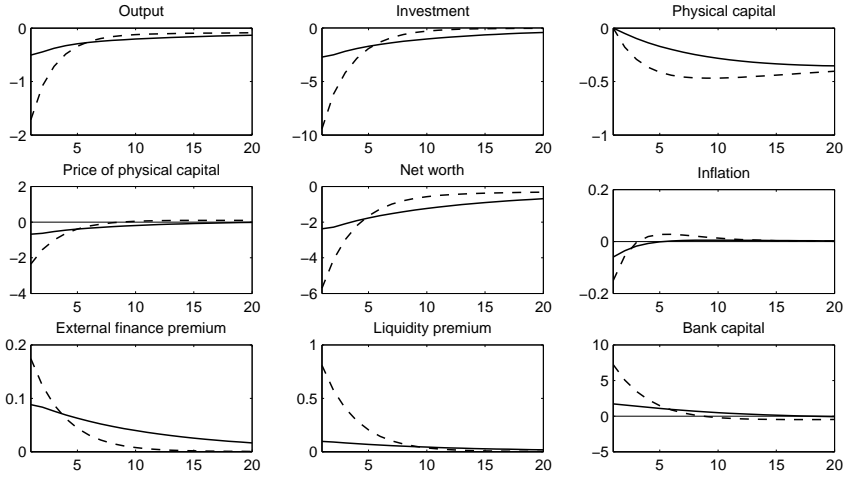 Output
0
−1
−2
5 10 15 20
Investment
0
−5
−10
5 10 15 20
Physical capital
0
−0.5
−1
5 10 15 20
Price of physical capital
2
0
−2
−4
5 10 15 20
Net worth
0
−2
−4
−6
5 10 15 20
Inflation
0.2
0
−0.2
5 10 15 20
External finance premium
0.2
0.1
0
5 10 15 20
Liquidity premium
1
0.5
0
5 10 15 20
Bank capital
10
5
0
−5
5 10 15 20